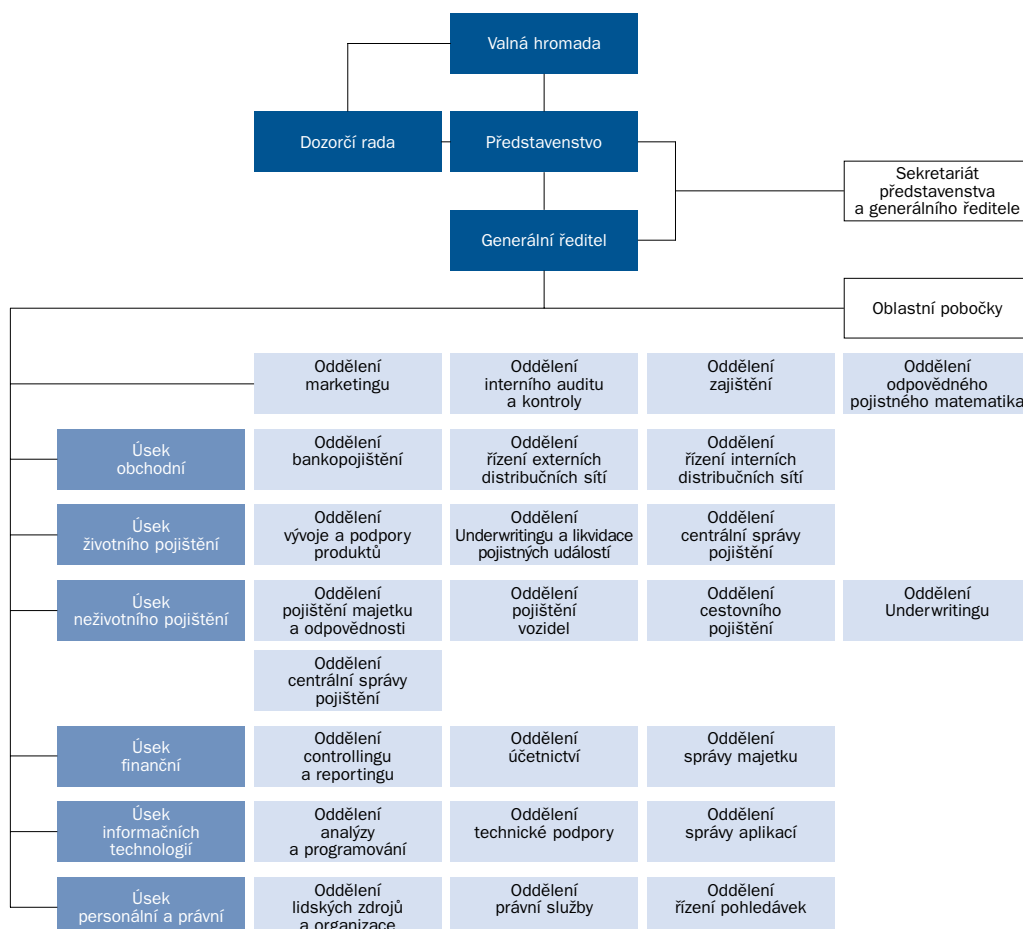 Valná hromada
Dozorčí rada
Představenstvo
Sekretariát
představenstva
a generálního ředitele
Generální ředitel
Oblastní pobočky
Oddělení
marketingu
Oddělení
interního auditu
a kontroly
Oddělení
zajištění
Oddělení
odpovědného
pojistného matematika
Úsek
obchodní
Oddělení
bankopojištění
Oddělení
řízení externích
distribučních sítí
Oddělení
řízení interních
distribučních sítí
Úsek
životního pojištění
Oddělení
vývoje a podpory
produktů
Oddělení
Underwritingu a likvidace
pojistných událostí
Oddělení
centrální správy
pojištění
Úsek
neživotního pojištění
Oddělení
pojištění majetku
a odpovědnosti
Oddělení
pojištění
vozidel
Oddělení
cestovního
pojištění
Oddělení
Underwritingu
Oddělení
centrální správy
pojištění
Úsek
finanční
Oddělení
controllingu
a reportingu
Oddělení
účetnictví
Oddělení
správy majetku
Úsek
informačních
technologií
Oddělení
analýzy
a programování
Oddělení
technické podpory
Oddělení
správy aplikací
Úsek
personální a právní
Oddělení
lidských zdrojů
a organizace
Oddělení
právní služby
Oddělení
řízení pohledávek